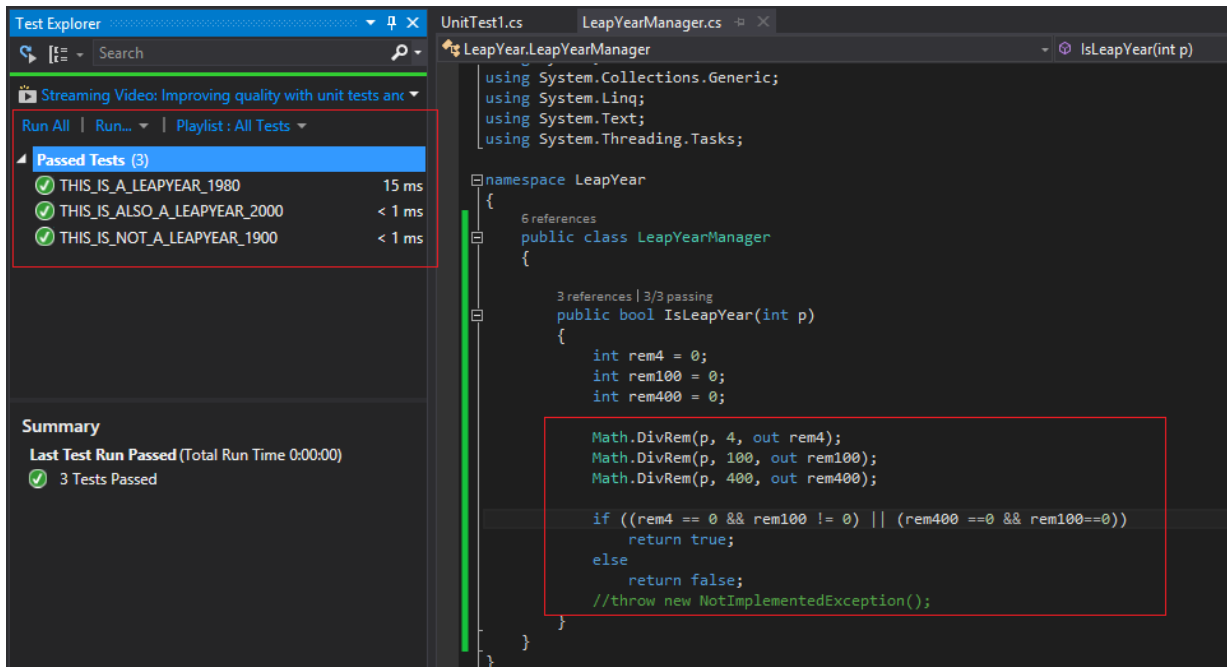 Test Explorer
Search
Streaming Video: Improving quality with unit tests and
Run All | Run... | Playlist : All Tests
Passed Tests (3)
THIS_IS_A_LEAPYEAR_1980 15 ms
THIS_IS_ALSO_A_LEAPYEAR_2000 < 1 ms
THIS_IS_NOT_A_LEAPYEAR_1900 < 1 ms
Summary
Last Test Run Passed (Total Run Time 0:00:00)
3 Tests Passed
UnitTest1.cs LeapYearManager.cs
LeapYear.LeapYearManager IsLeapYear(int p)
using System.Collections.Generic;
using System.Linq;
using System.Text;
using System.Threading.Tasks;
namespace LeapYear
{
6 references
public class LeapYearManager
{
3 references | 3/3 passing
public bool IsLeapYear(int p)
{
int rem4 = 0;
int rem100 = 0;
int rem400 = 0;
Math.DivRem(p, 4, out rem4);
Math.DivRem(p, 100, out rem100);
Math.DivRem(p, 400, out rem400);
if ((rem4 == 0 && rem100 != 0) || (rem400 ==0 && rem100==0))
return true;
else
return false;
//throw new NotImplementedException();
}
}
}